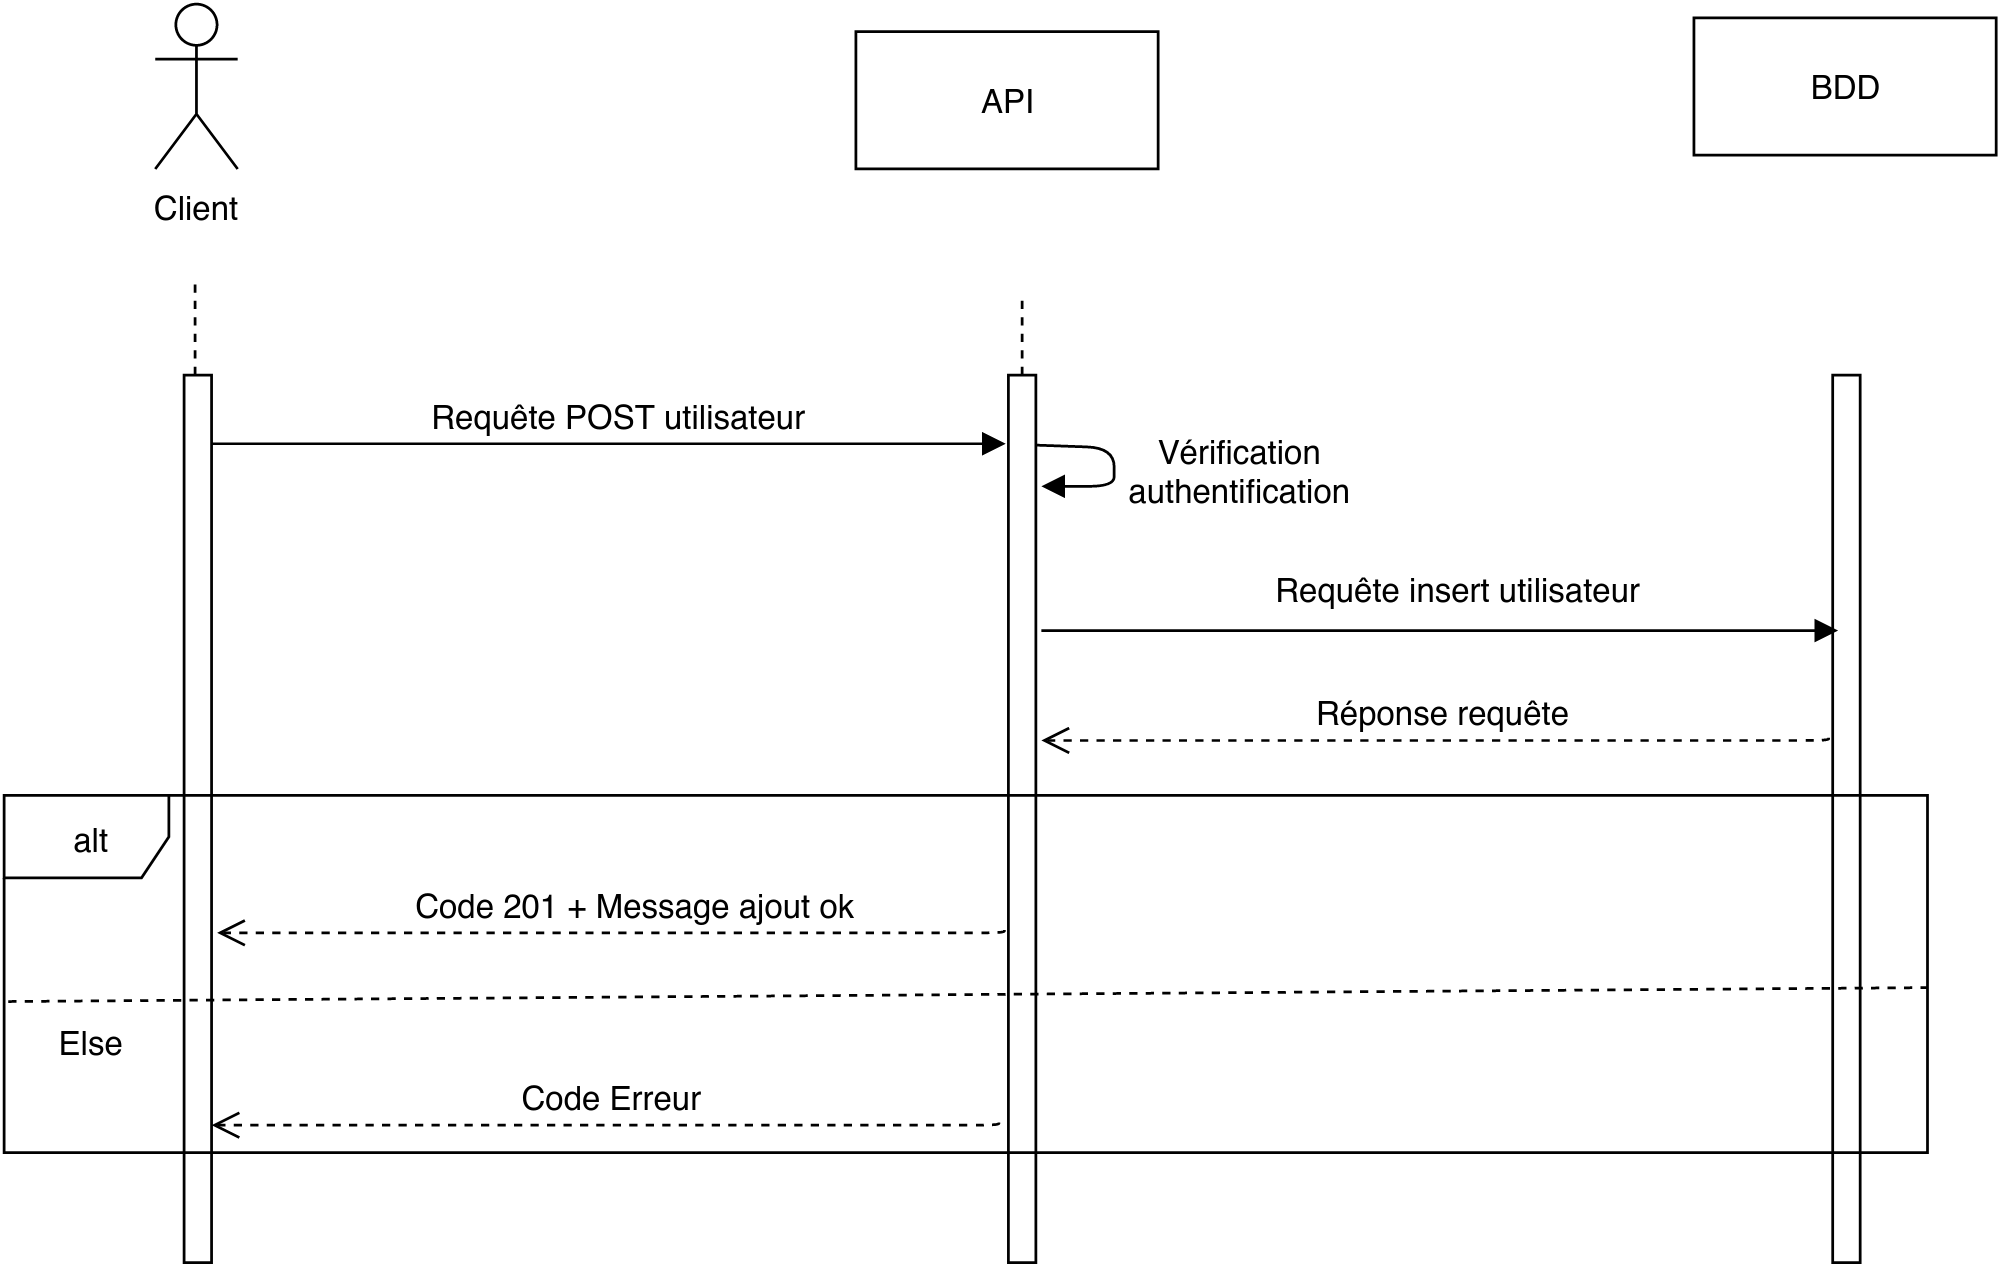 Client
API
BDD
Requête POST utilisateur
Vérification
authentification
Requête insert utilisateur
Réponse requête
alt
Code 201 + Message ajout ok
Else
Code Erreur